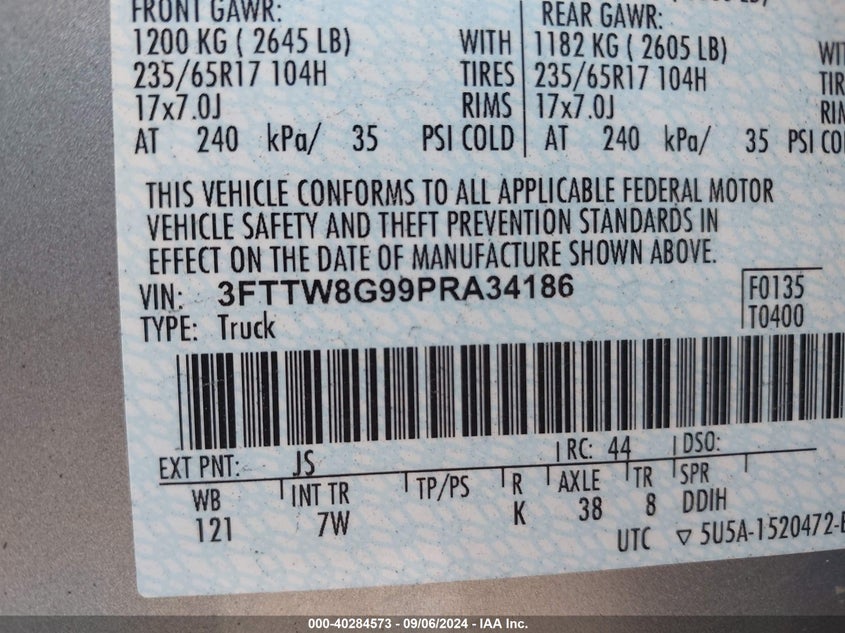 FRONT GAWR: REAR GAWR:
1200 KG ( 2645 LB) WITH 1182 KG ( 2605 LB)
235/65R17 104H TIRES 235/65R17 104H
17x7.0J RIMS 17x7.0J
AT 240 kPa/ 35 PSI COLD AT 240 kPa/ 35 PSI
THIS VEHICLE CONFORMS TO ALL APPLICABLE FEDERAL MOTOR
VEHICLE SAFETY AND THEFT PREVENTION STANDARDS IN
EFFECT ON THE DATE OF MANUFACTURE SHOWN ABOVE.
VIN: 3FTTW8G99PRA34186 F0135
TYPE: Truck T0400
EXT PNT: JS RC: 44 DSO:
WB INT TR TP/PS R AXLE TR SPR
121 7W K 38 8 DDIH
UTC ▽ 5U5A-1520472-
000-40284573 - 09/06/2024 - IAA Inc.